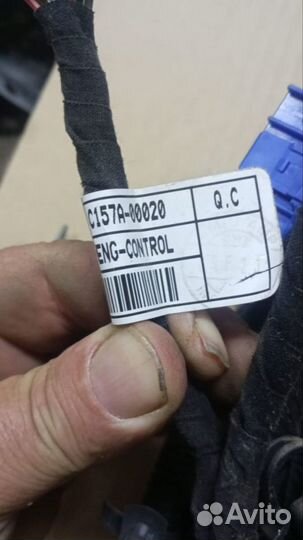 C157A-00020
Q.C
ENG-CONTROL
Avito